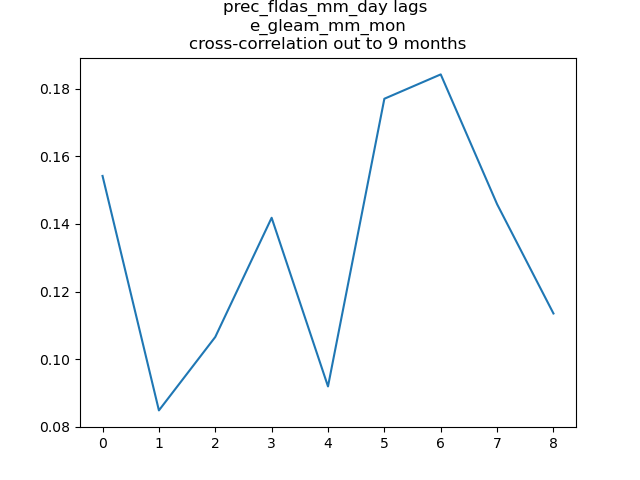 prec_fldas_mm_day lags
e_gleam_mm_mon
cross-correlation out to 9 months
0.18
0.16
0.14
0.12
0.10
0.08
0 1 2 3 4 5 6 7 8